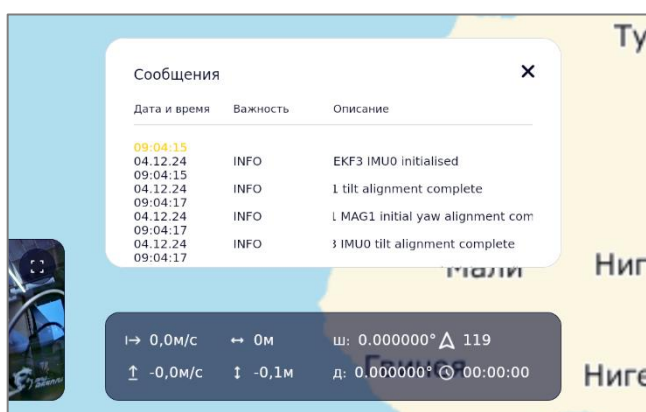 Ту
Сообщения
Дата и время Важность Описание
09:04:15
04.12.24 INFO EKF3 IMU0 initialised
09:04:15
04.12.24 INFO 1 tilt alignment complete
09:04:17
04.12.24 INFO 1 MAG1 initial yaw alignment com
09:04:17
04.12.24 INFO 3 IMU0 tilt alignment complete
09:04:17
Мали
Ниг
0,0м/с 0м ш: 0.000000° 119
-0,0м/с -0,1м д: 0.000000° 00:00:00
Гвинея
Ниге